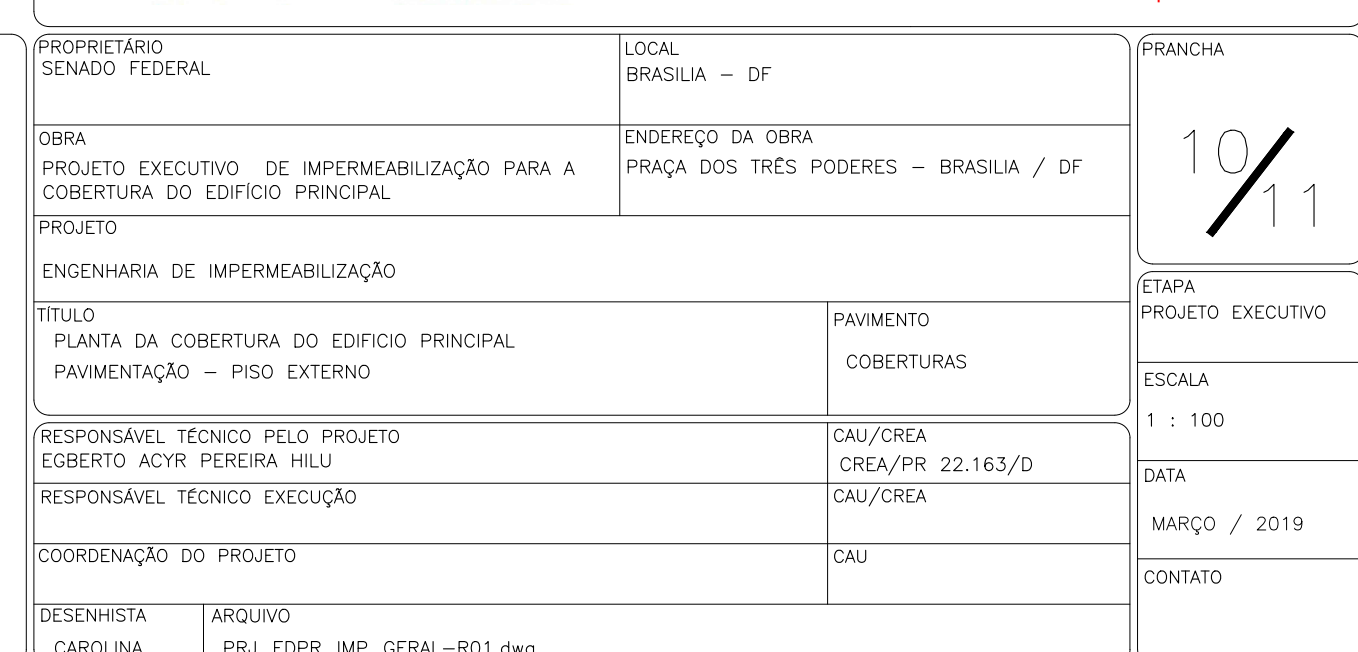 PROPRIETÁRIO
SENADO FEDERAL
LOCAL
BRASILIA – DF
OBRA
PROJETO EXECUTIVO DE IMPERMEABILIZAÇÃO PARA A
COBERTURA DO EDIFÍCIO PRINCIPAL
ENDEREÇO DA OBRA
PRAÇA DOS TRÊS PODERES – BRASILIA / DF
PROJETO
ENGENHARIA DE IMPERMEABILIZAÇÃO
TÍTULO
PLANTA DA COBERTURA DO EDIFICIO PRINCIPAL
PAVIMENTAÇÃO – PISO EXTERNO
PAVIMENTO
COBERTURAS
RESPONSÁVEL TÉCNICO PELO PROJETO
EGBERTO ACYR PEREIRA HILU
CAU/CREA
CREA/PR 22.163/D
RESPONSÁVEL TÉCNICO EXECUÇÃO
CAU/CREA
COORDENAÇÃO DO PROJETO
CAU
DESENHISTA
CAROLINA
ARQUIVO
PRJ_EDPR_IMP_GERAL–R01.dwg
PRANCHA
10/11
ETAPA
PROJETO EXECUTIVO
ESCALA
1 : 100
DATA
MARÇO / 2019
CONTATO